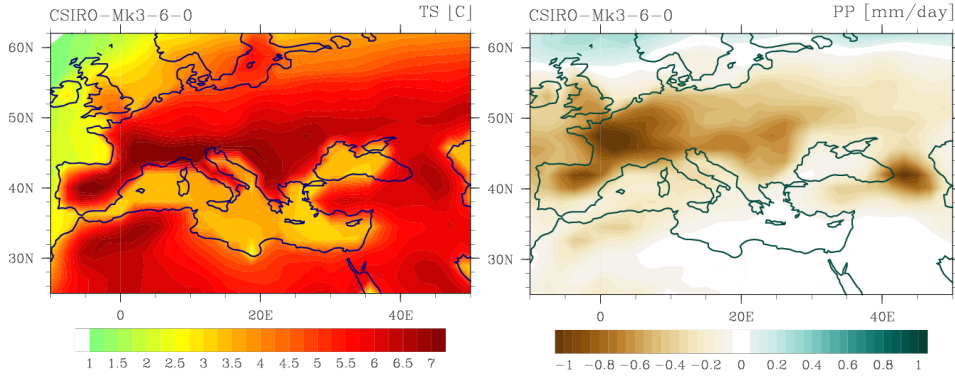 CSIRO-Mk3-6-0 TS [C]
60N
50N
40N
30N
0 20E 40E
1 1.5 2 2.5 3 3.5 4 4.5 5 5.5 6 6.5 7
CSIRO-Mk3-6-0 PP [mm/day]
60N
50N
40N
30N
0 20E 40E
-1 -0.8 -0.6 -0.4 -0.2 0 0.2 0.4 0.6 0.8 1